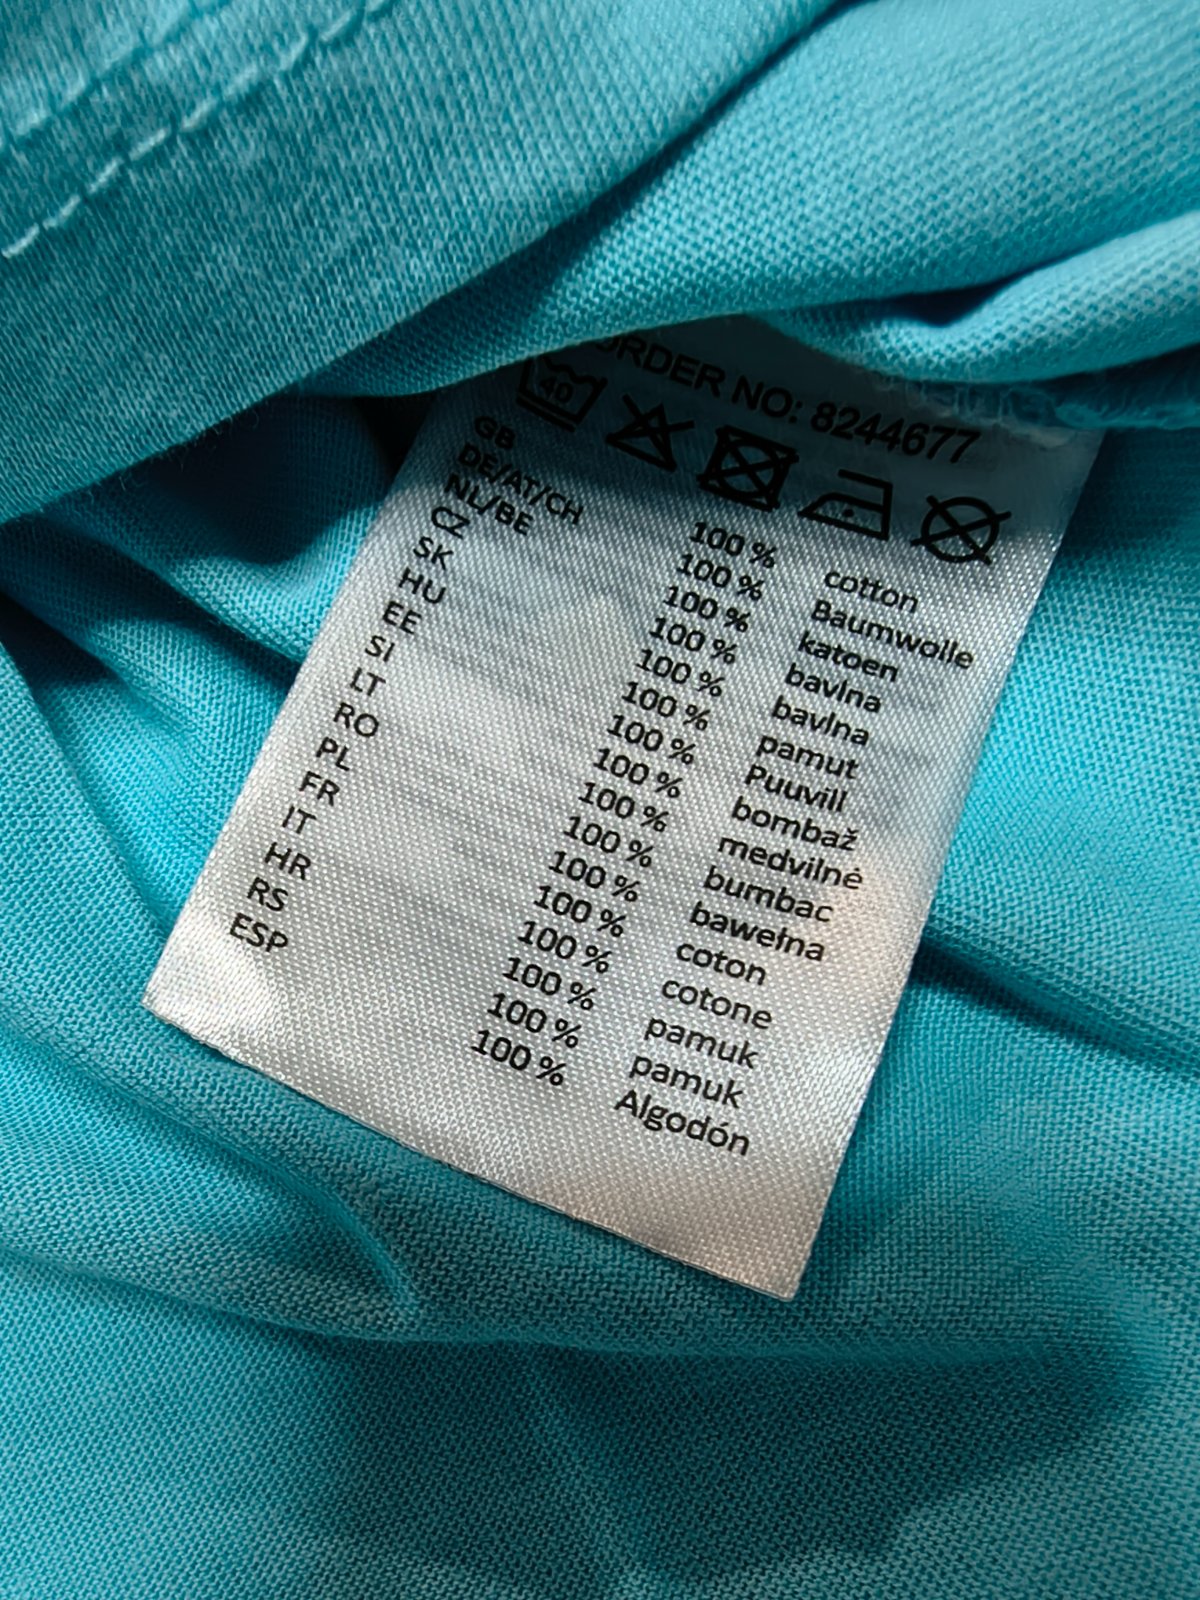 ORDER NO: 8244677
40
GB 100 % cotton
DE/AT/CH 100 % Baumwolle
NL/BE 100 % katoen
CZ 100 % bavlna
SK 100 % bavlna
HU 100 % pamut
EE 100 % Puuvill
SI 100 % bombaž
LT 100 % medvilnė
RO 100 % bumbac
PL 100 % bawełna
FR 100 % coton
IT 100 % cotone
HR 100 % pamuk
RS 100 % pamuk
ESP 100 % Algodón